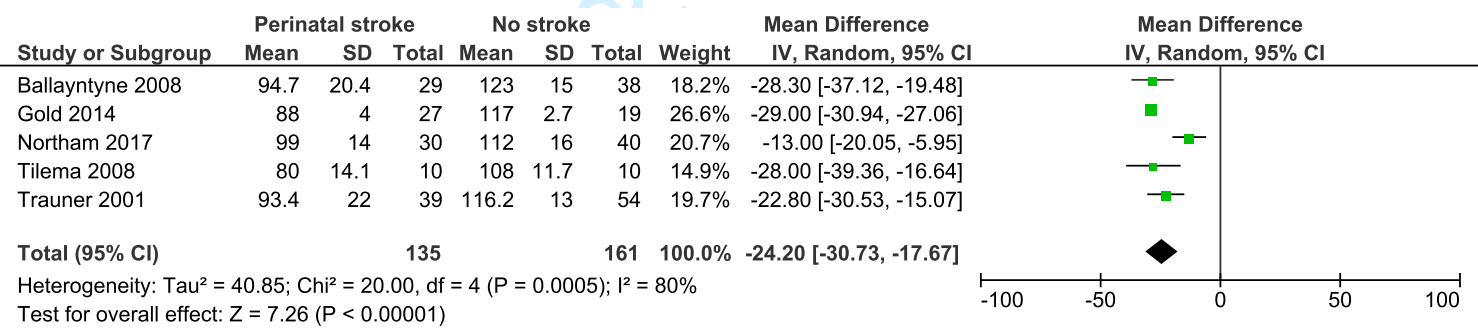 Perinatal stroke No stroke Mean Difference Mean Difference
Study or Subgroup Mean SD Total Mean SD Total Weight IV, Random, 95% CI IV, Random, 95% CI
Ballayntyne 2008 94.7 20.4 29 123 15 38 18.2% -28.30 [-37.12, -19.48]
Gold 2014 88 4 27 117 2.7 19 26.6% -29.00 [-30.94, -27.06]
Northam 2017 99 14 30 112 16 40 20.7% -13.00 [-20.05, -5.95]
Tilema 2008 80 14.1 10 108 11.7 10 14.9% -28.00 [-39.36, -16.64]
Trauner 2001 93.4 22 39 116.2 13 54 19.7% -22.80 [-30.53, -15.07]
Total (95% CI) 135 161 100.0% -24.20 [-30.73, -17.67]
Heterogeneity: Tau² = 40.85; Chi² = 20.00, df = 4 (P = 0.0005); I² = 80%
Test for overall effect: Z = 7.26 (P < 0.00001)
-100 -50 0 50 100